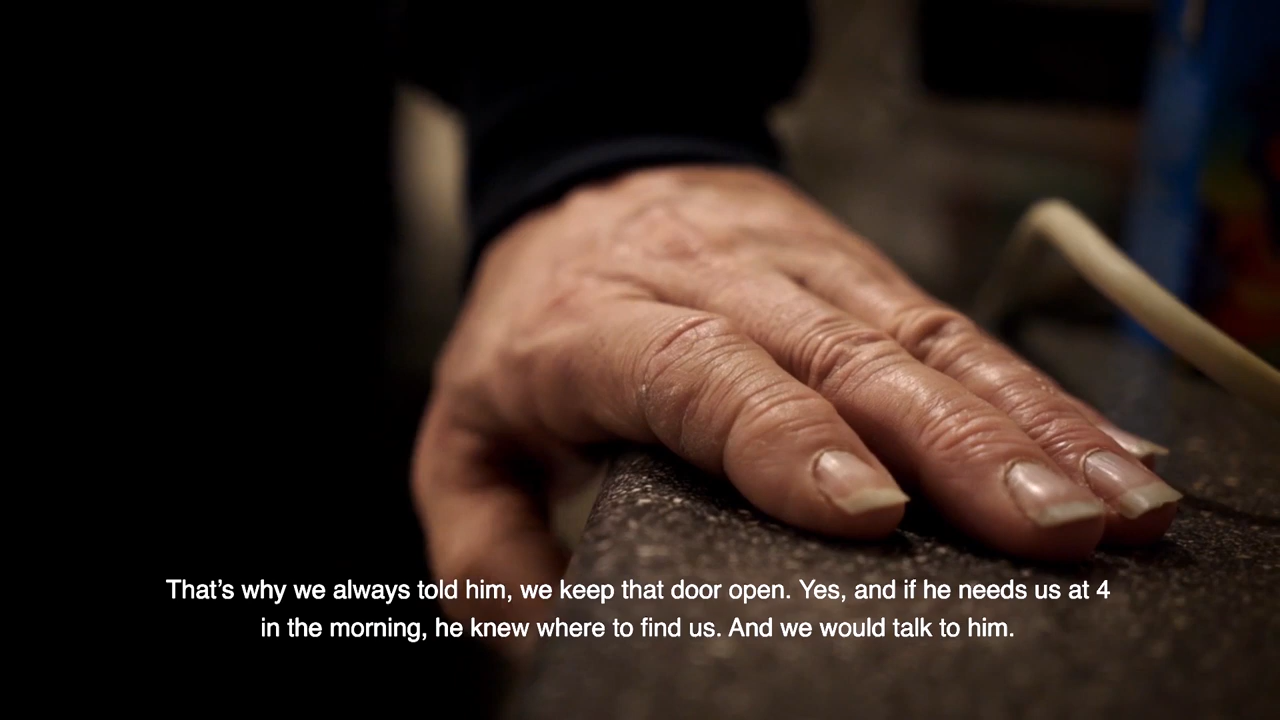 That’s why we always told him, we keep that door open. Yes, and if he needs us at 4
in the morning, he knew where to find us. And we would talk to him.